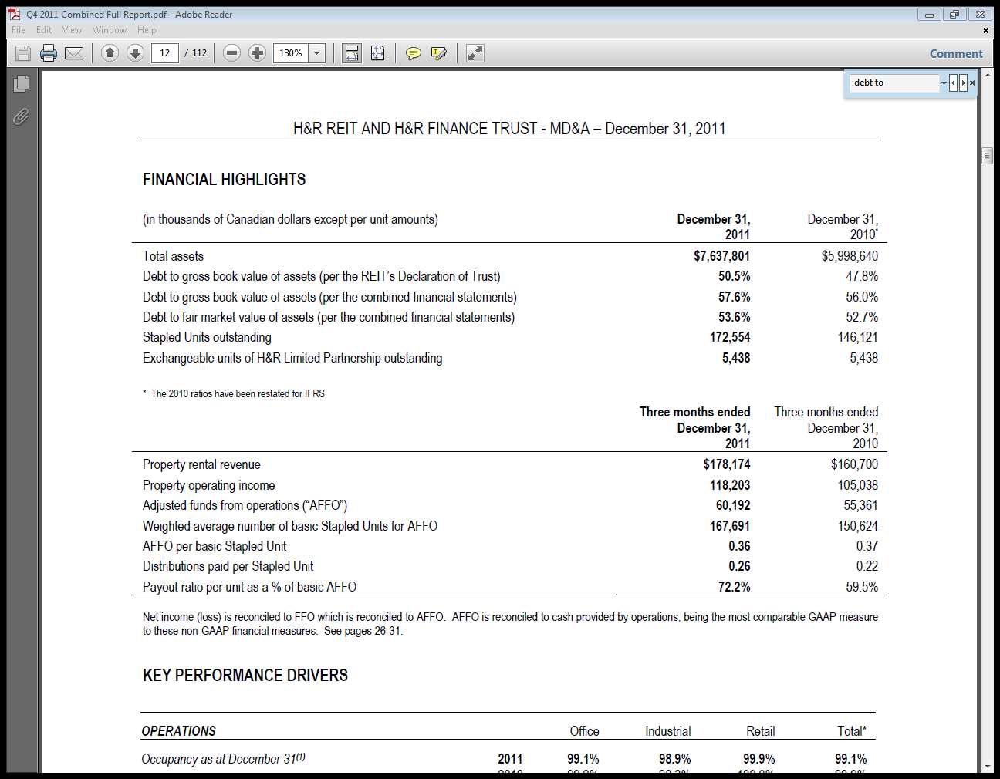 Q4 2011 Combined Full Report.pdf - Adobe Reader
File Edit View Window Help
12 / 112 130% Comment
debt to
H&R REIT AND H&R FINANCE TRUST - MD&A – December 31, 2011
FINANCIAL HIGHLIGHTS
(in thousands of Canadian dollars except per unit amounts) December 31, December 31,
2011 2010*
Total assets $7,637,801 $5,998,640
Debt to gross book value of assets (per the REIT's Declaration of Trust) 50.5% 47.8%
Debt to gross book value of assets (per the combined financial statements) 57.6% 56.0%
Debt to fair market value of assets (per the combined financial statements) 53.6% 52.7%
Stapled Units outstanding 172,554 146,121
Exchangeable units of H&R Limited Partnership outstanding 5,438 5,438
* The 2010 ratios have been restated for IFRS
Three months ended Three months ended
December 31, December 31,
2011 2010
Property rental revenue $178,174 $160,700
Property operating income 118,203 105,038
Adjusted funds from operations (“AFFO”) 60,192 55,361
Weighted average number of basic Stapled Units for AFFO 167,691 150,624
AFFO per basic Stapled Unit 0.36 0.37
Distributions paid per Stapled Unit 0.26 0.22
Payout ratio per unit as a % of basic AFFO 72.2% 59.5%
Net income (loss) is reconciled to FFO which is reconciled to AFFO. AFFO is reconciled to cash provided by operations, being the most comparable GAAP measure
to these non-GAAP financial measures. See pages 26-31.
KEY PERFORMANCE DRIVERS
OPERATIONS Office Industrial Retail Total*
Occupancy as at December 31(1) 2011 99.1% 98.9% 99.9% 99.1%